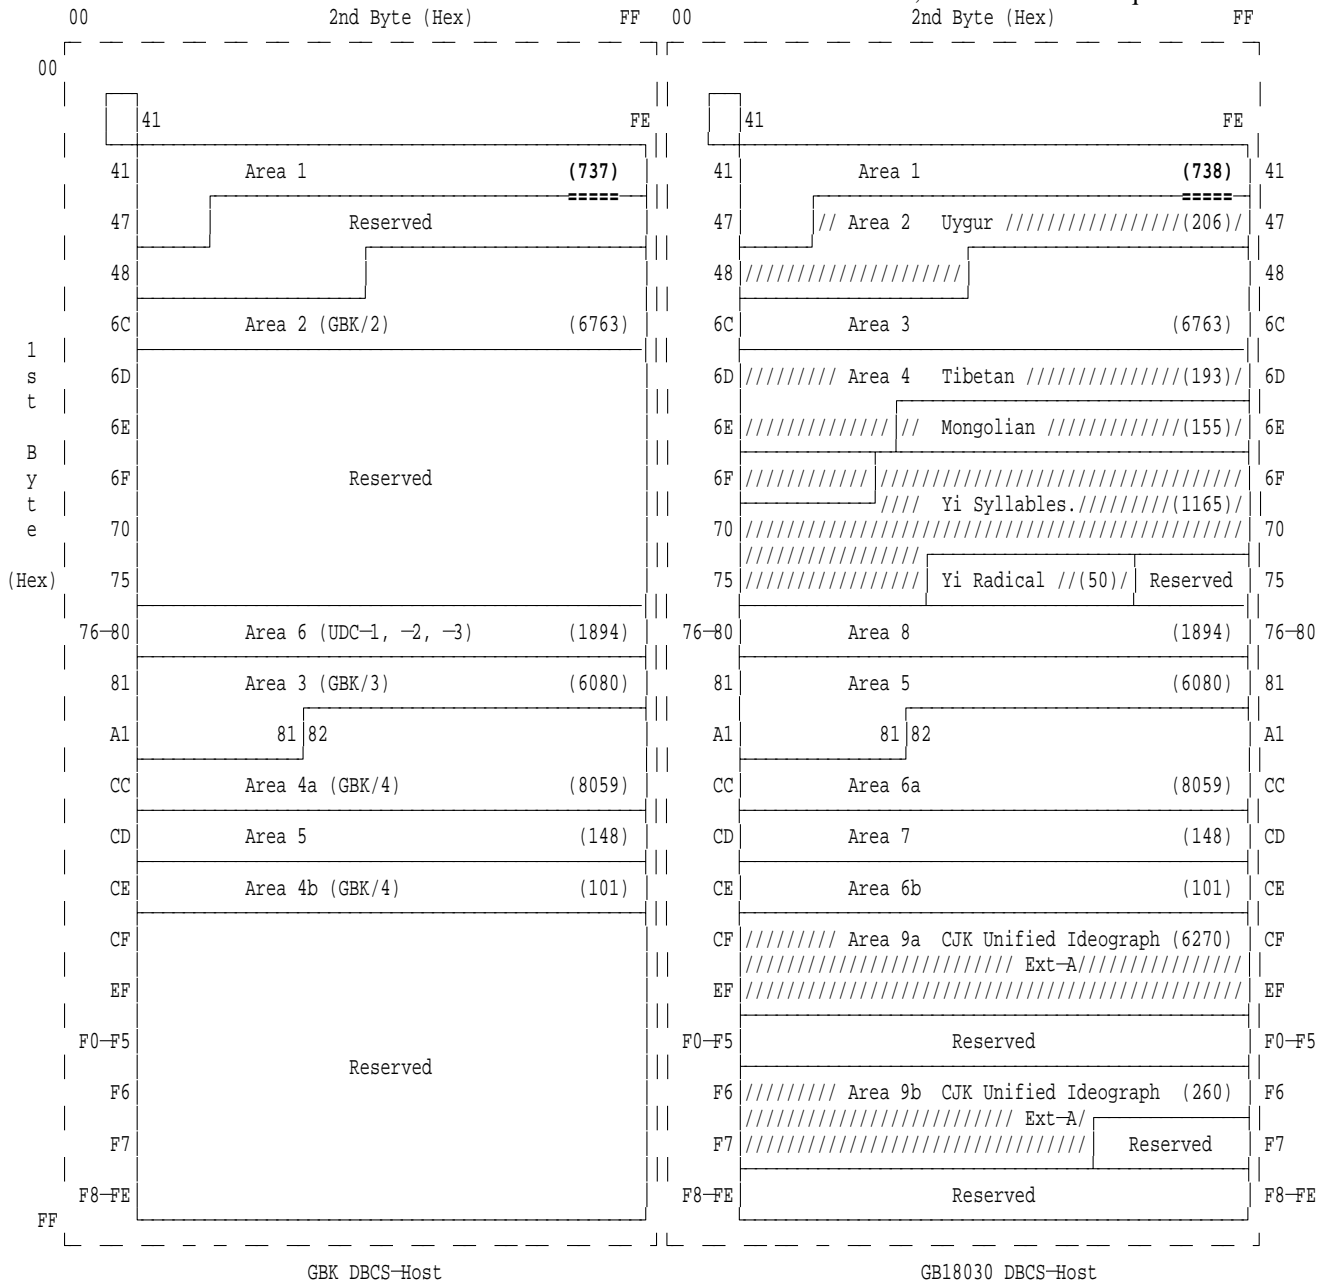 00 2nd Byte (Hex) FF 00 2nd Byte (Hex) FF
00
41 FE 41 FE
41 Area 1 (737) 41 Area 1 (738) 41
===== =====
47 Reserved 47 // Area 2 Uygur /////////////////(206)/ 47
48 48 ///////////////////// 48
6C Area 2 (GBK/2) (6763) 6C Area 3 (6763) 6C
1
s 6D 6D ///////// Area 4 Tibetan ///////////////(193)/ 6D
t
6E 6E ////////////// // Mongolian /////////////(155)/ 6E
B
y 6F Reserved 6F //////////// /////////////////////////////////// 6F
t //// Yi Syllables./////////(1165)/
e 70 70 //////////////////////////////////////////////// 70
/////////////////
(Hex) 75 75 ///////////////// Yi Radical //(50)/ Reserved 75
76-80 Area 6 (UDC-1, -2, -3) (1894) 76-80 Area 8 (1894) 76-80
81 Area 3 (GBK/3) (6080) 81 Area 5 (6080) 81
A1 81 82 A1 81 82 A1
CC Area 4a (GBK/4) (8059) CC Area 6a (8059) CC
CD Area 5 (148) CD Area 7 (148) CD
CE Area 4b (GBK/4) (101) CE Area 6b (101) CE
CF CF ///////// Area 9a CJK Unified Ideograph (6270) CF
////////////////////////// Ext-A////////////////
EF EF //////////////////////////////////////////////// EF
F0-F5 F0-F5 Reserved F0-F5
Reserved
F6 F6 ///////// Area 9b CJK Unified Ideograph (260) F6
////////////////////////// Ext-A/
F7 F7 ///////////////////////////////// Reserved F7
F8-FE F8-FE Reserved F8-FE
FF
GBK DBCS-Host GB18030 DBCS-Host